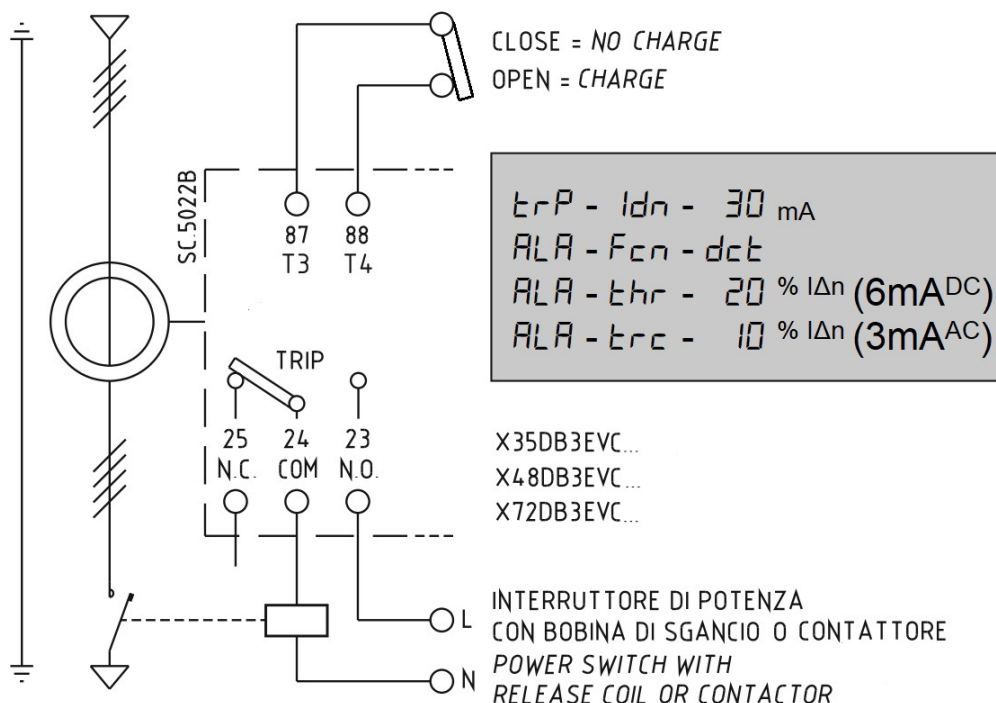 CLOSE = NO CHARGE
OPEN = CHARGE
SC.5022B
87
T3
88
T4
trP - Idn - 30 mA
ALA - Fcn - dct
ALA - thr - 20 % IΔn (6mADC)
ALA - trc - 10 % IΔn (3mAAC)
TRIP
25
N.C.
24
COM
23
N.O.
X35DB3EVC...
X48DB3EVC...
X72DB3EVC...
L
N
INTERRUTTORE DI POTENZA
CON BOBINA DI SGANCIO O CONTATTORE
POWER SWITCH WITH
RELEASE COIL OR CONTACTOR